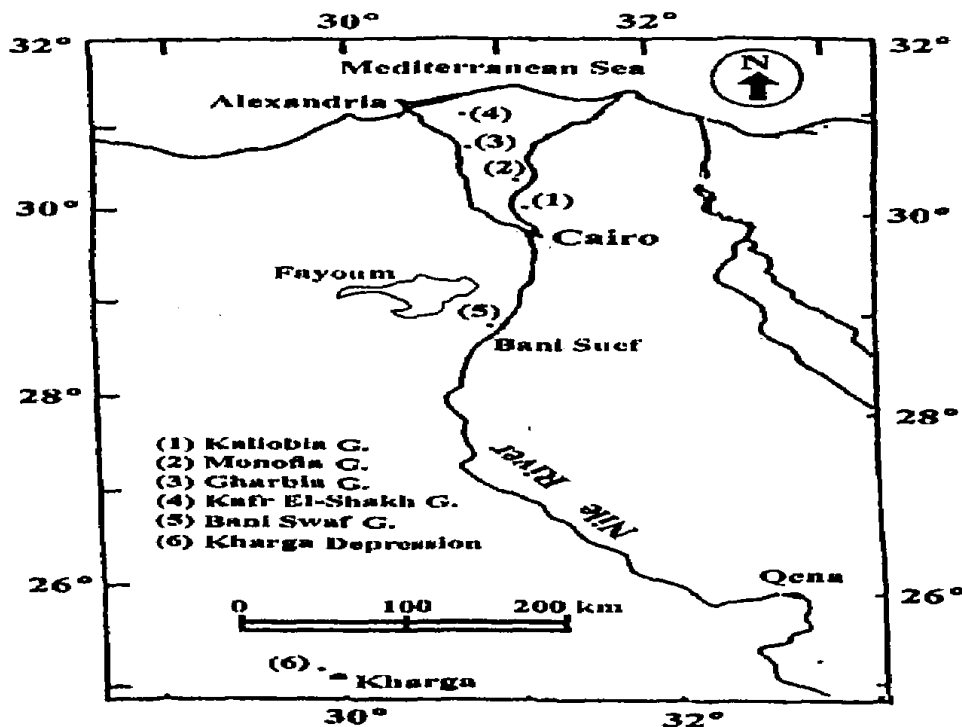 30° 32°
32° 32°
Mediterranean Sea
N
Alexandria
(4)
(3)
(2)
(1)
30° 30°
Cairo
Fayoum
(5)
Bani Suef
28° 28°
(1) Kaliobia G.
(2) Monofia G.
(3) Gharbia G.
(4) Kafr El-Shakh G.
(5) Bani Swaf G.
(6) Kharga Depression
Nile River
Qena
26° 26°
0 100 200 km
(6)
Kharga
30° 32°